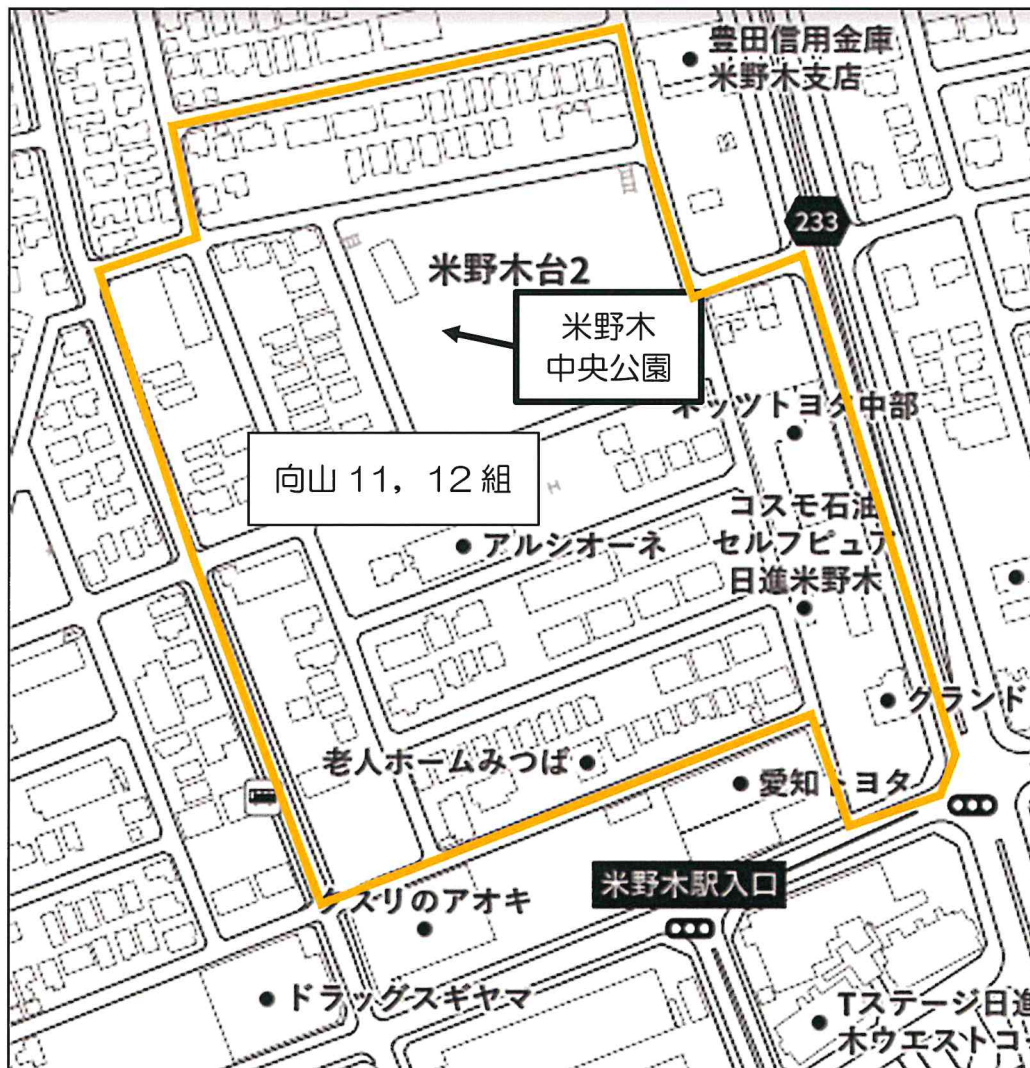 豊田信用金庫
米野木支店
233
米野木台2
米野木
中央公園
ネッツトヨタ中部
向山 11，12 組
コスモ石油
セルフピュア
日進米野木
アルシオーネ
グランド
老人ホームみつば
愛知トヨタ
米野木駅入口
クスリのアオキ
ドラッグスギヤマ
Tステージ日進
木ウエストコー